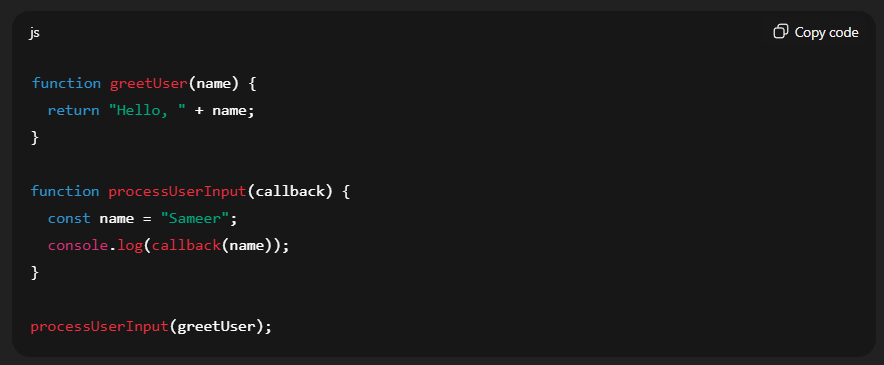 js
Copy code
function greetUser(name) {
  return "Hello, " + name;
}
function processUserInput(callback) {
  const name = "Sameer";
  console.log(callback(name));
}
processUserInput(greetUser);